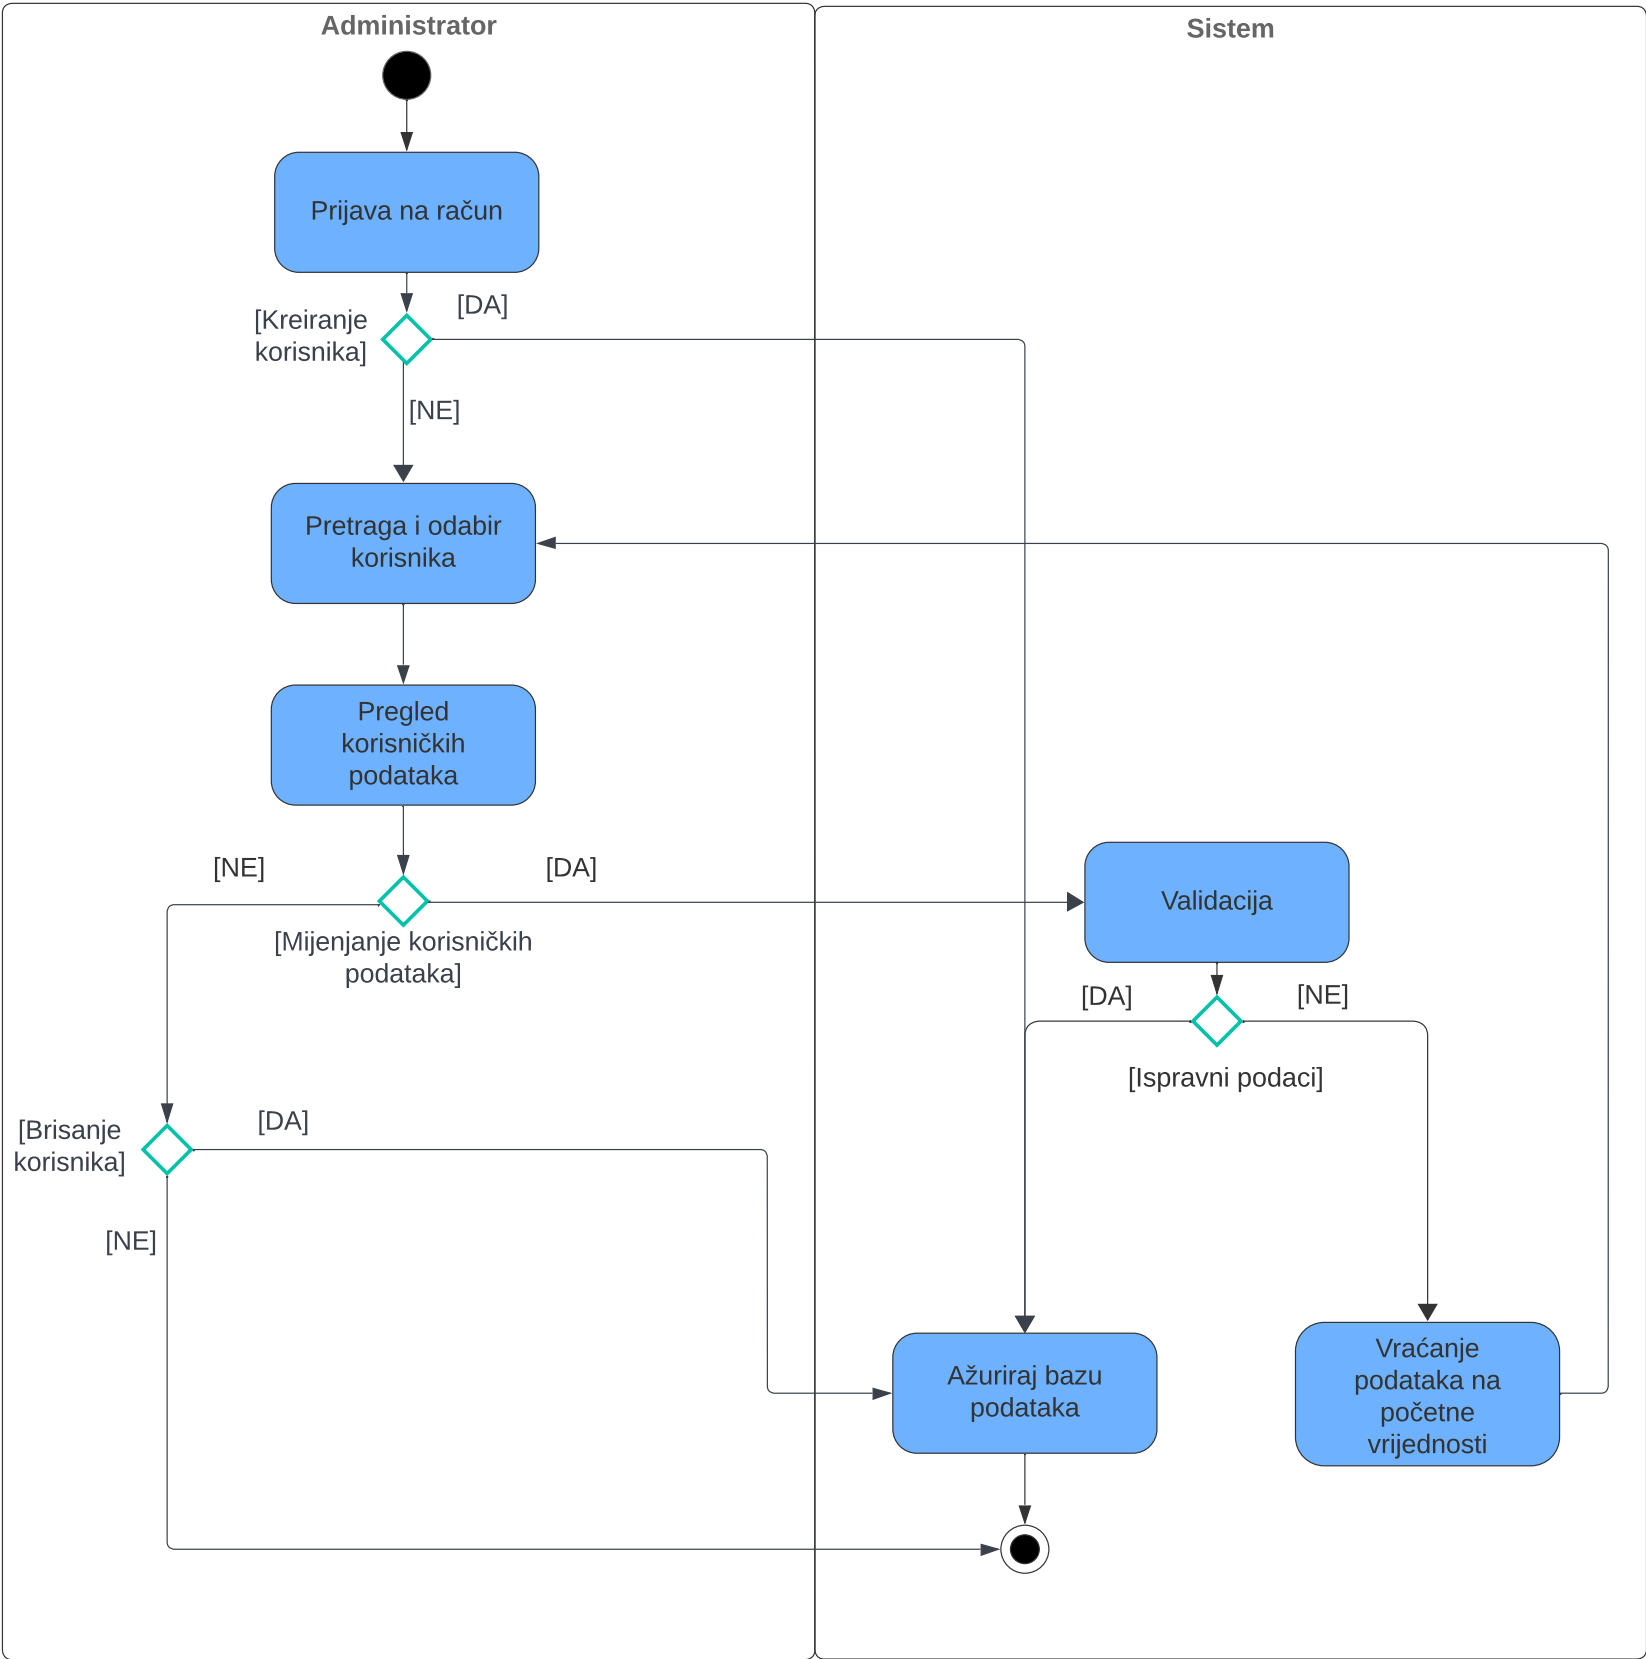 Administrator
Sistem
Prijava na račun
[Kreiranje
korisnika]
[DA]
[NE]
Pretraga i odabir
korisnika
Pregled
korisničkih
podataka
[NE]
[DA]
[Mijenjanje korisničkih
podataka]
Validacija
[DA]
[NE]
[Ispravni podaci]
[Brisanje
korisnika]
[DA]
[NE]
Ažuriraj bazu
podataka
Vraćanje
podataka na
početne
vrijednosti